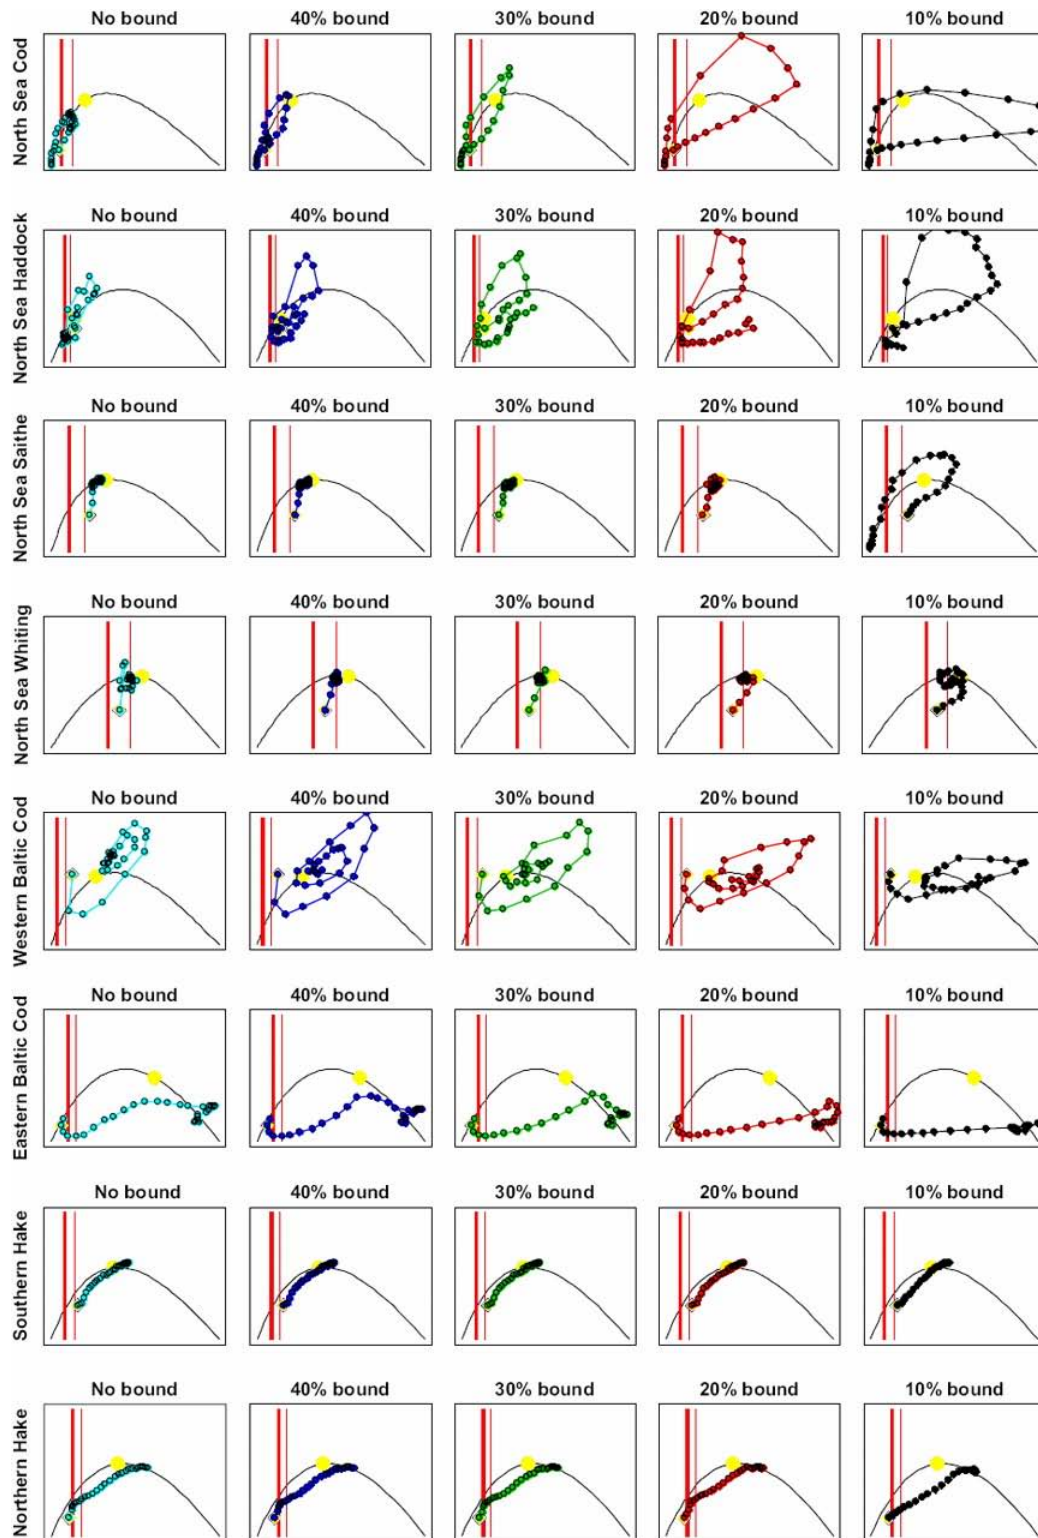 No bound 40% bound 30% bound 20% bound 10% bound
North Sea Cod
No bound 40% bound 30% bound 20% bound 10% bound
North Sea Haddock
No bound 40% bound 30% bound 20% bound 10% bound
North Sea Saithe
No bound 40% bound 30% bound 20% bound 10% bound
North Sea Whiting
No bound 40% bound 30% bound 20% bound 10% bound
Western Baltic Cod
No bound 40% bound 30% bound 20% bound 10% bound
Eastern Baltic Cod
No bound 40% bound 30% bound 20% bound 10% bound
Southern Hake
No bound 40% bound 30% bound 20% bound 10% bound
Northern Hake